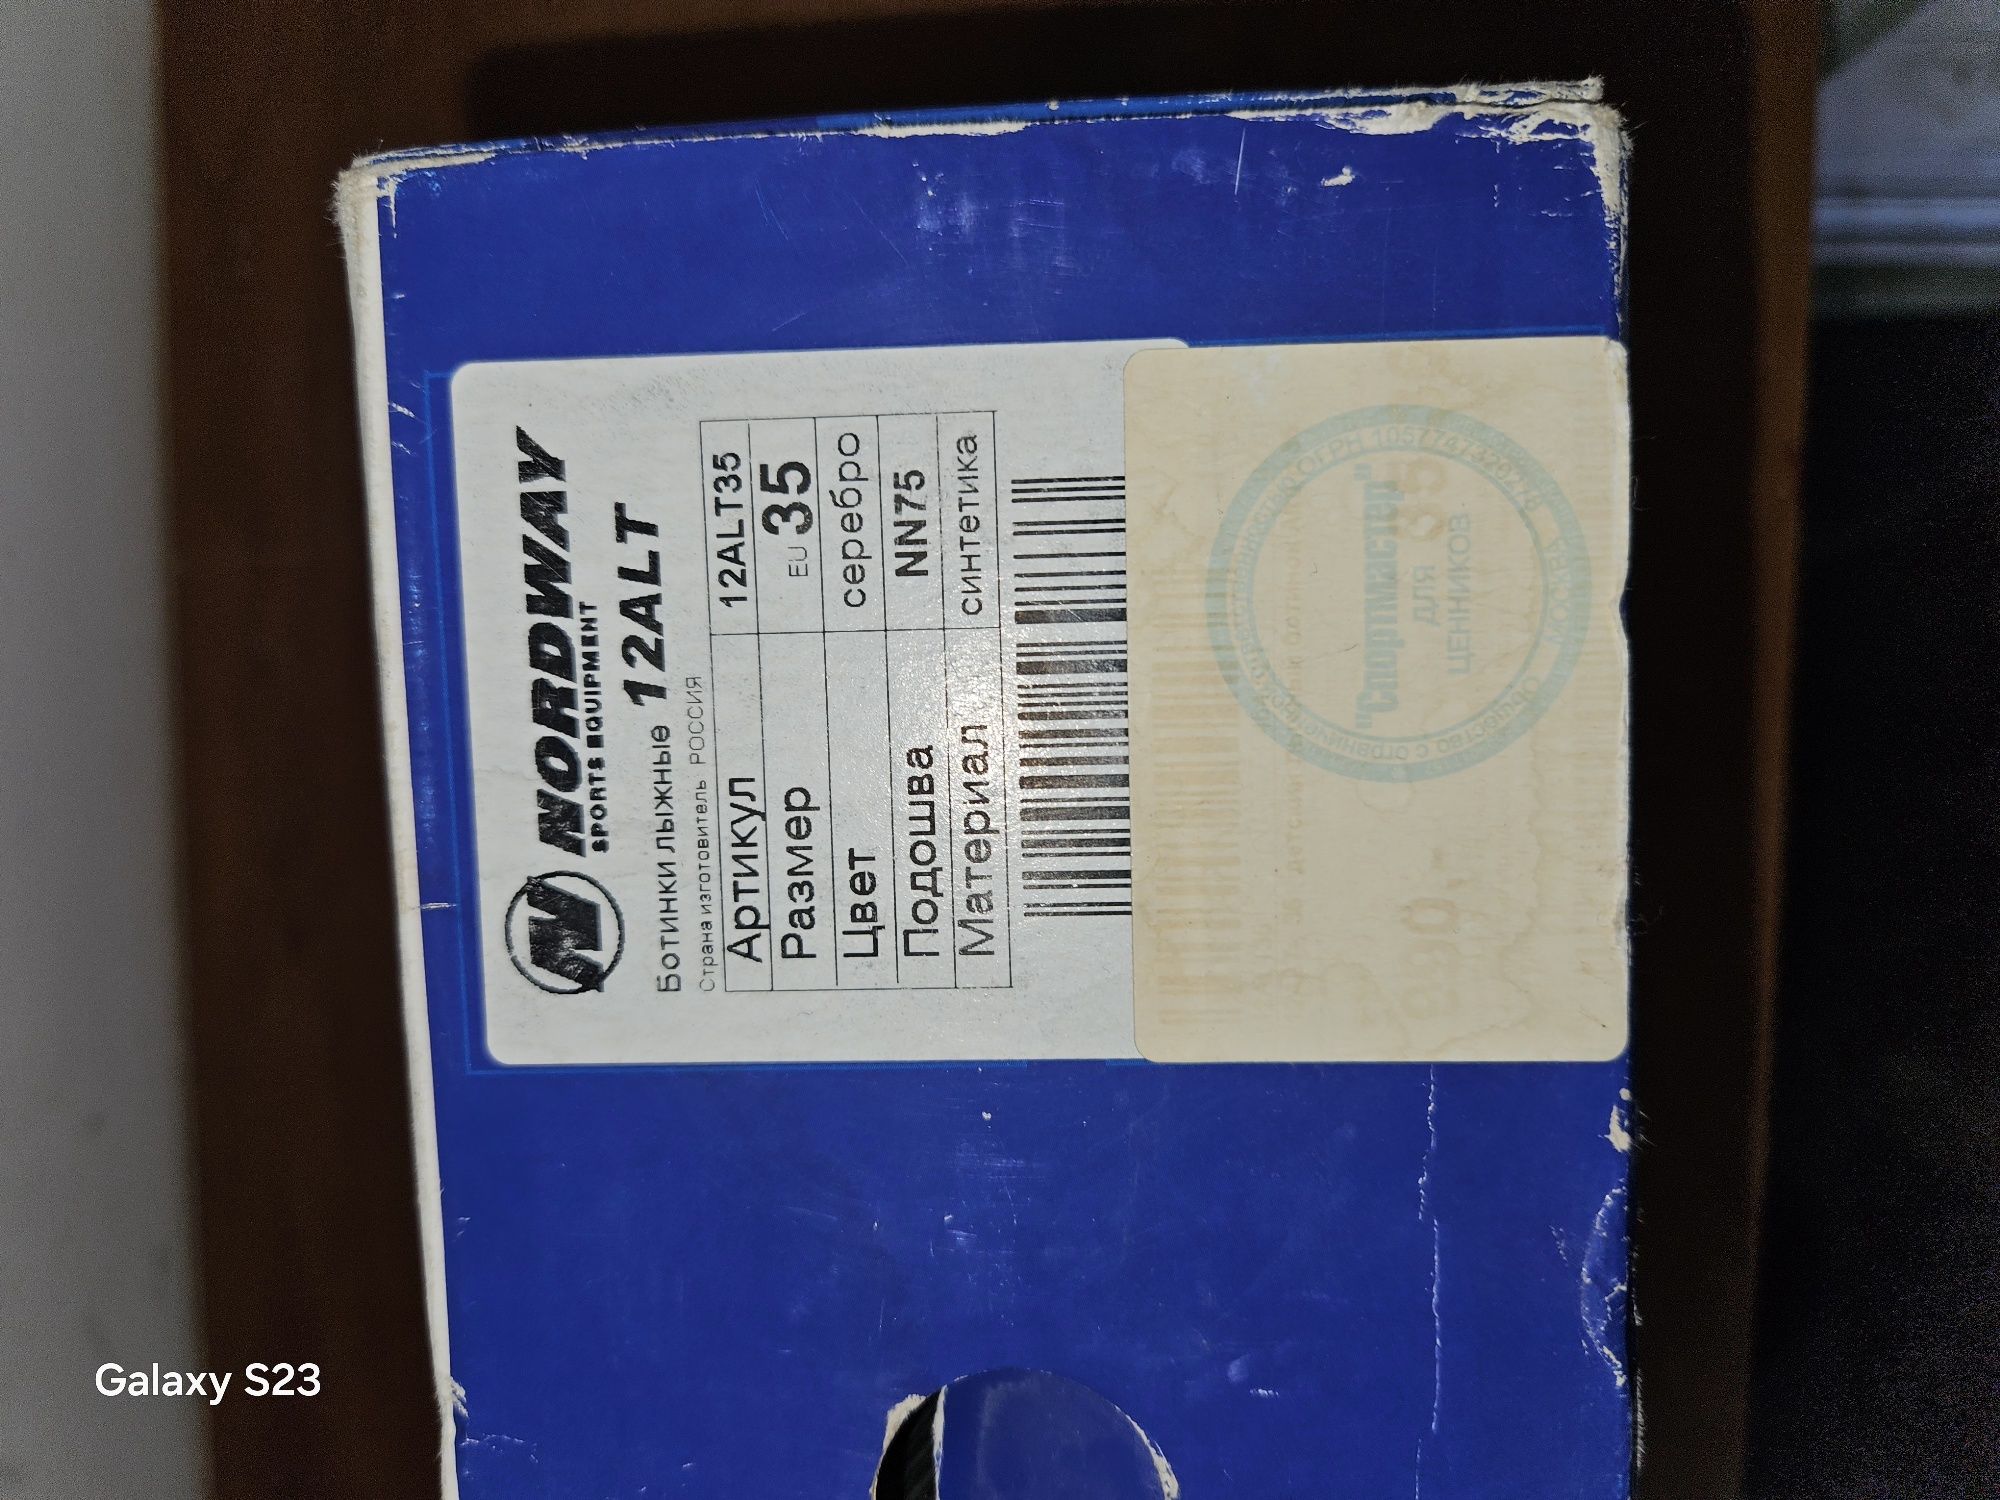 NORDWAY
SPORTS EQUIPMENT
Ботинки лыжные 12ALT
Страна изготовитель РОССИЯ
Артикул 12ALT35
Размер EU 35
Цвет серебро
Подошва NN75
Материал синтетика
"Спортмастер"
ДЛЯ
ЦЕННИКОВ
МОСКВА
Galaxy S23